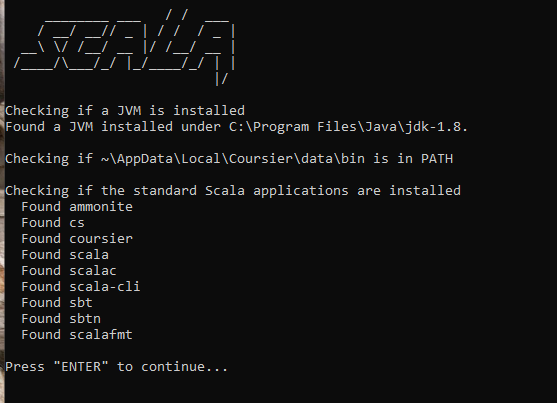 SCALA
Checking if a JVM is installed
Found a JVM installed under C:\Program Files\Java\jdk-1.8.
Checking if ~\AppData\Local\Coursier\data\bin is in PATH
Checking if the standard Scala applications are installed
Found ammonite
Found cs
Found coursier
Found scala
Found scalac
Found scala-cli
Found sbt
Found sbtn
Found scalafmt
Press "ENTER" to continue...